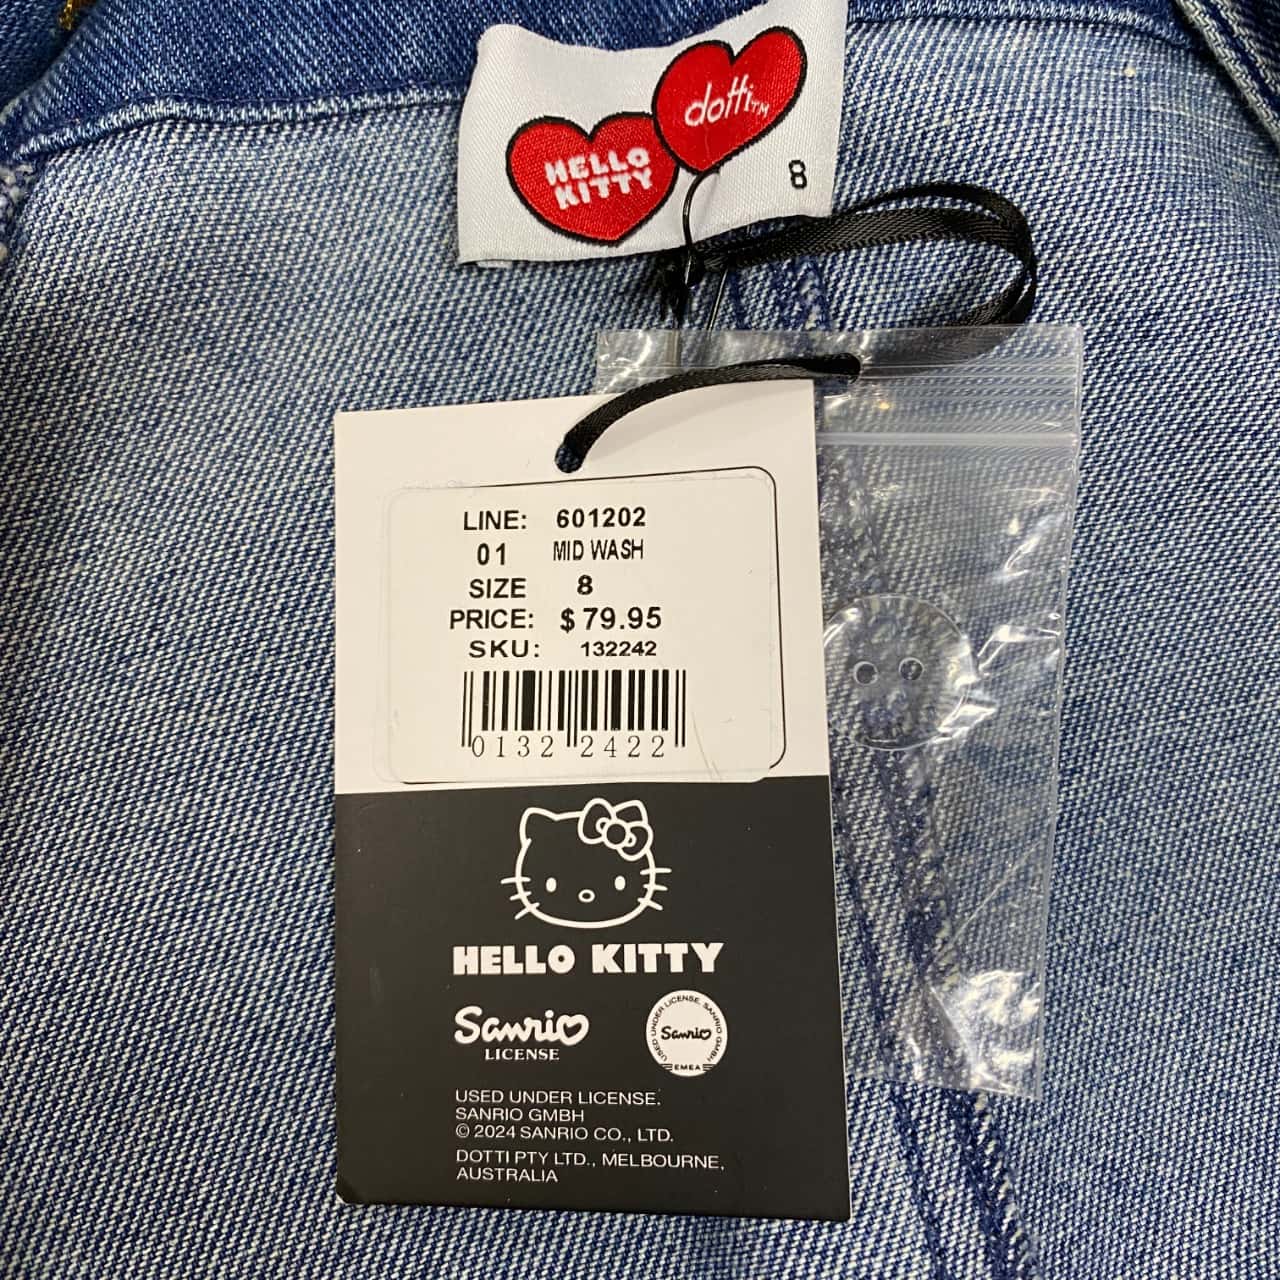 dotti™
HELLO
KITTY
8
LINE: 601202
01 MID WASH
SIZE 8
PRICE: $ 79.95
SKU: 132242
0132 2422
HELLO KITTY
Sanrio
LICENSE
USED UNDER LICENSE. SANRIO GMBH
Sanrio
EMEA
USED UNDER LICENSE.
SANRIO GMBH
© 2024 SANRIO CO., LTD.
DOTTI PTY LTD., MELBOURNE,
AUSTRALIA